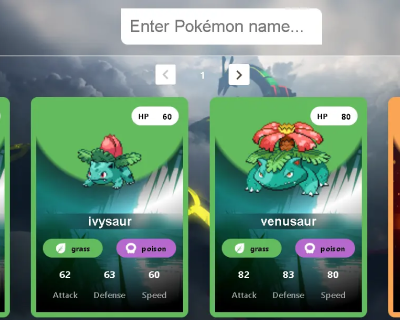 Enter Pokémon name...
1
HP 60
ivysaur
grass poison
62 63 60
Attack Defense Speed
HP 80
venusaur
grass poison
82 83 80
Attack Defense Speed